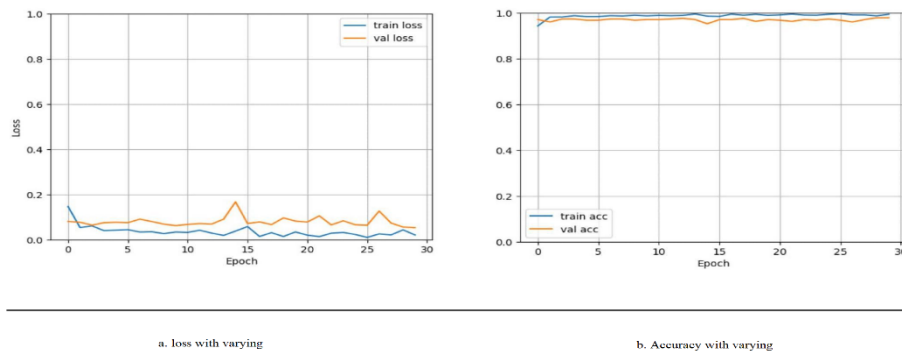 1.0
0.8
0.6
0.4
0.2
0.0
Loss
train loss
val loss
0 5 10 15 20 25 30
Epoch
1.0
0.8
0.6
0.4
0.2
0.0
train acc
val acc
0 5 10 15 20 25 30
Epoch
a. loss with varying
b. Accuracy with varying